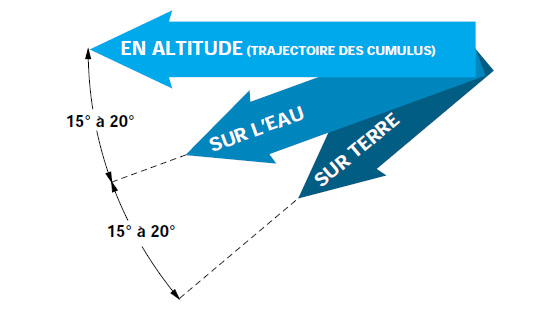 EN ALTITUDE (TRAJECTOIRE DES CUMULUS)
15° à 20°
SUR L'EAU
SUR TERRE
15° à 20°